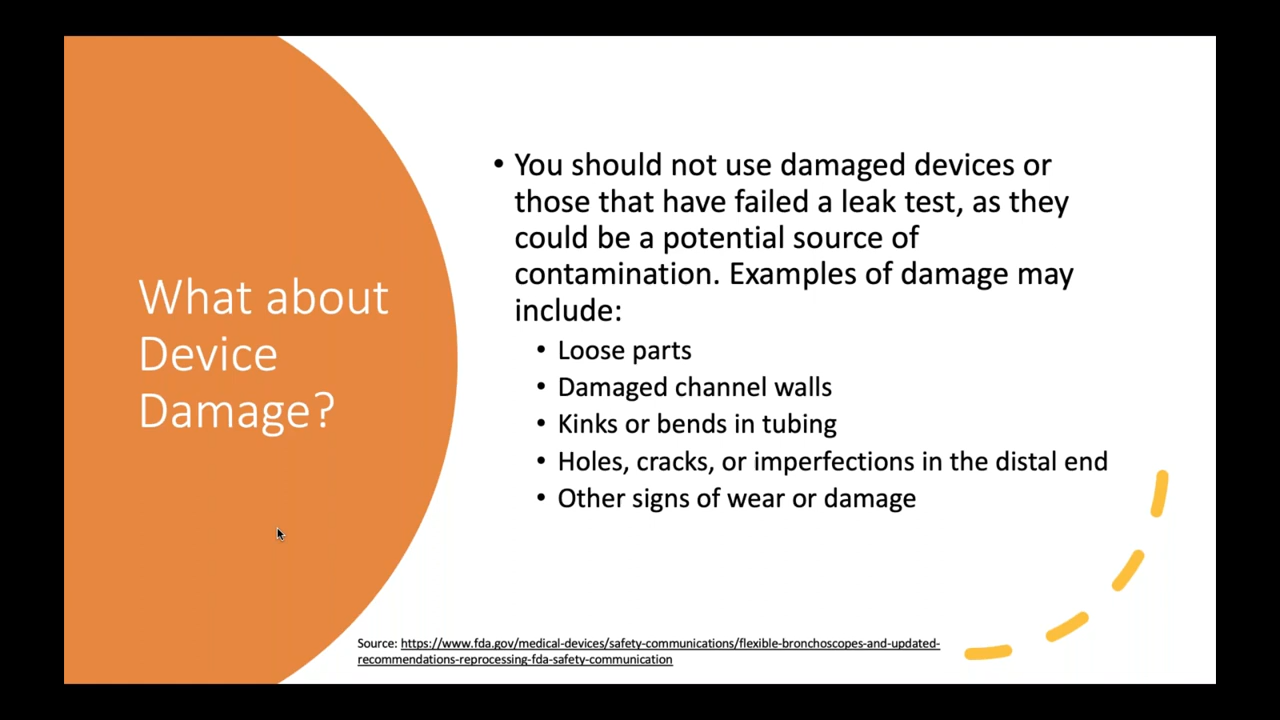 What about
Device
Damage?
• You should not use damaged devices or
those that have failed a leak test, as they
could be a potential source of
contamination. Examples of damage may
include:
• Loose parts
• Damaged channel walls
• Kinks or bends in tubing
• Holes, cracks, or imperfections in the distal end
• Other signs of wear or damage
Source: https://www.fda.gov/medical-devices/safety-communications/flexible-bronchoscopes-and-updated-
recommendations-reprocessing-fda-safety-communication